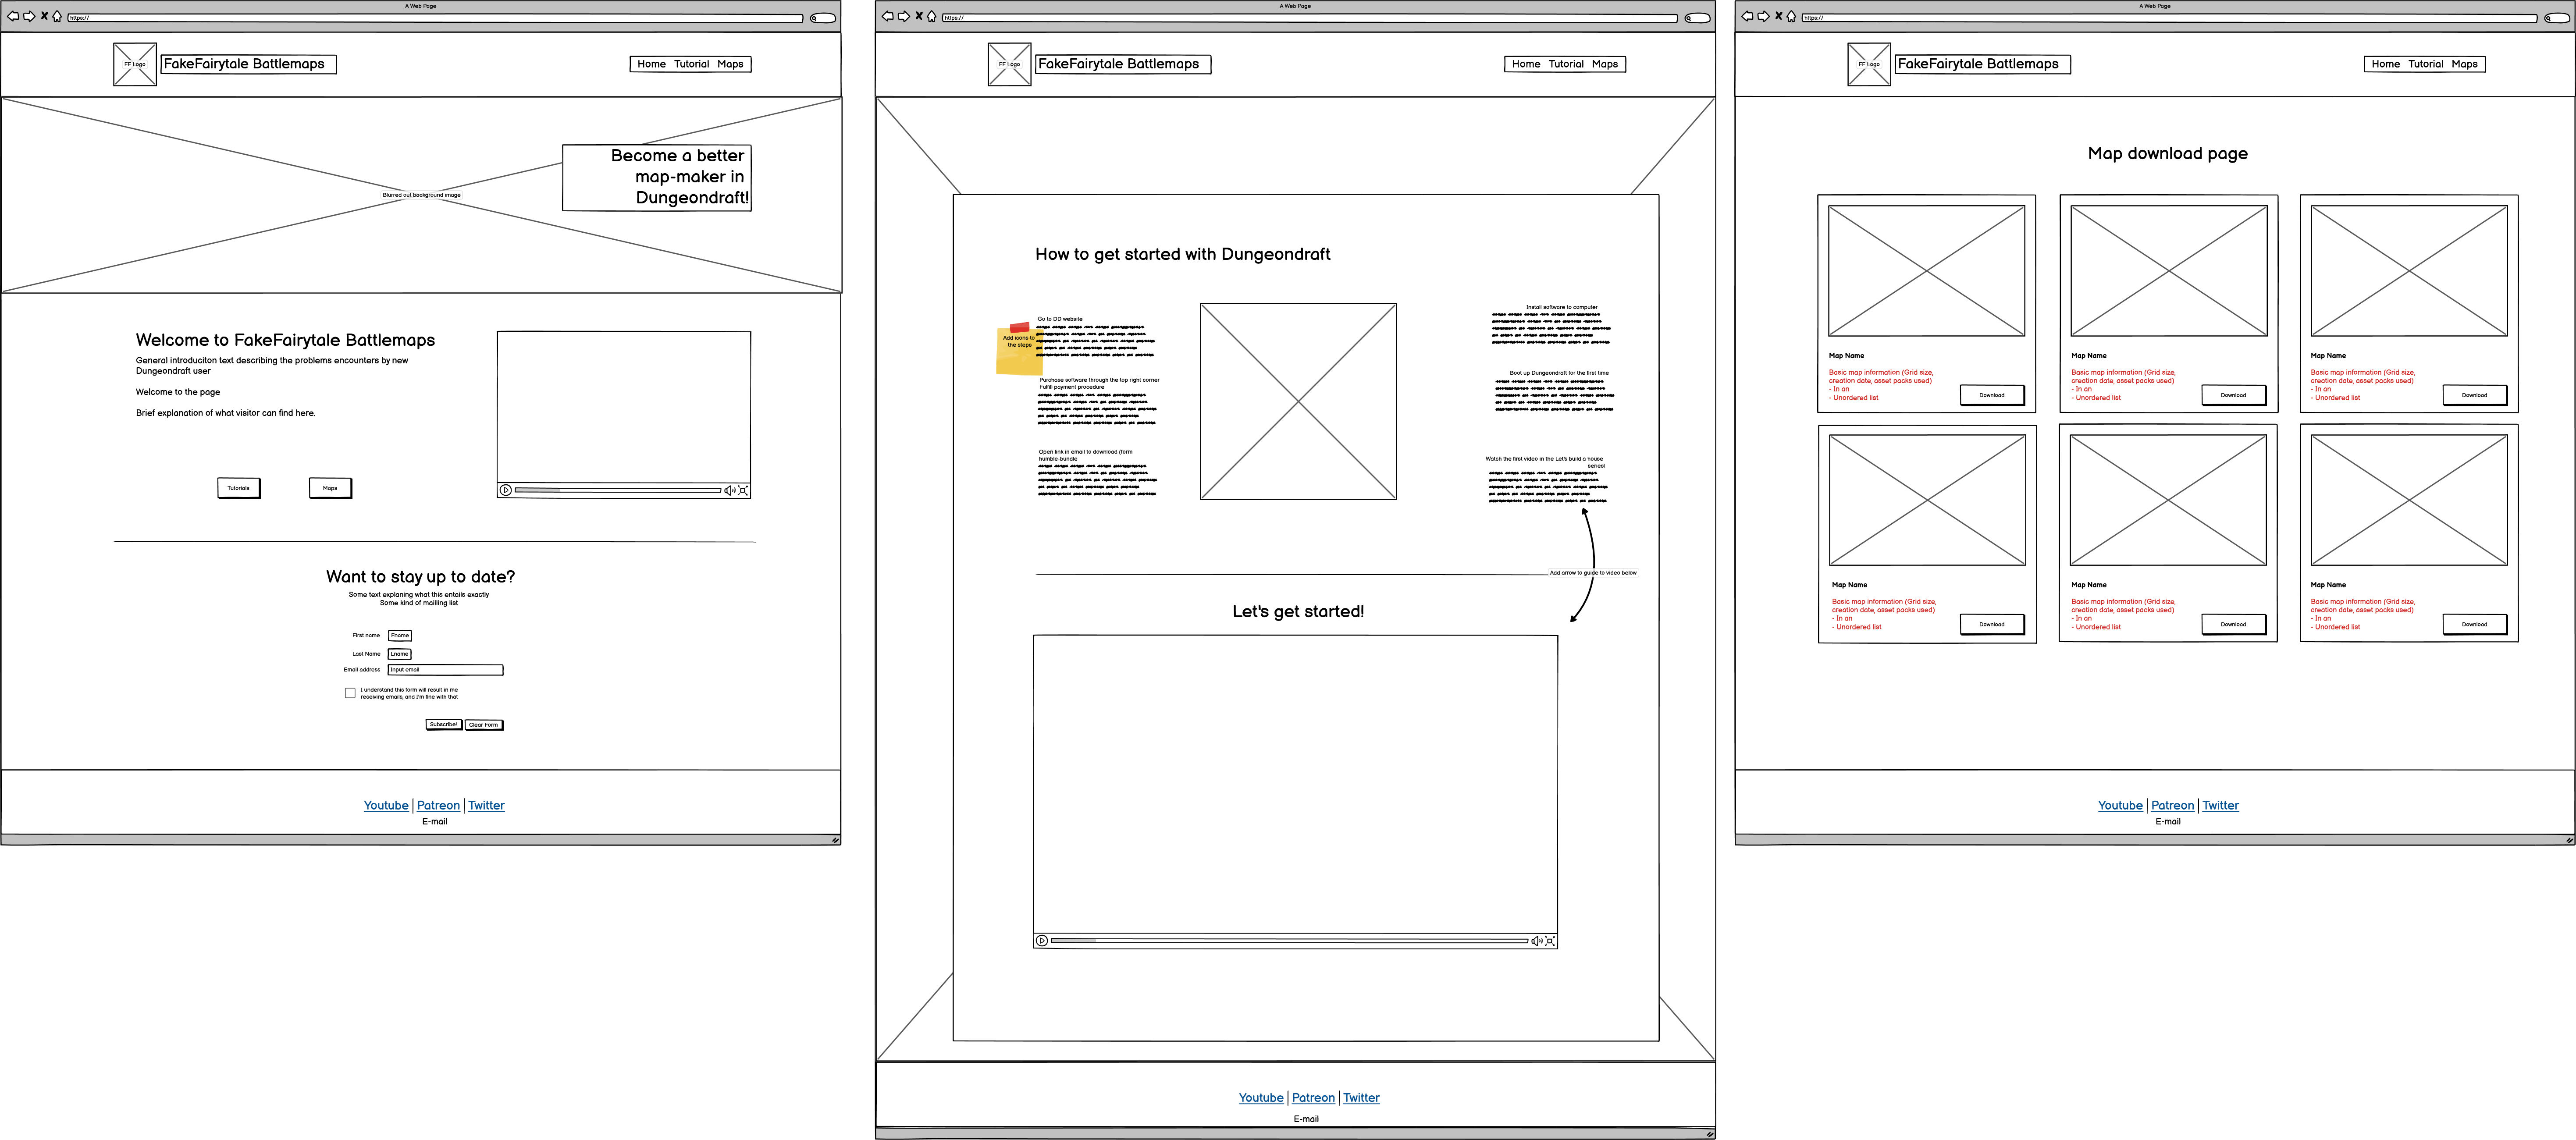 A Web Page
https://
FF Logo
FakeFairytale Battlemaps
Home Tutorial Maps
Blurred out background image
Become a better
map-maker in
Dungeondraft!
Welcome to FakeFairytale Battlemaps
General introduciton text describing the problems encounters by new
Dungeondraft user
Welcome to the page
Brief explanation of what visitor can find here.
Tutorials
Maps
Want to stay up to date?
Some text explaning what this entails exactly
Some kind of mailling list
First name
Fname
Last Name
Lname
Email address
Input email
I understand this form will result in me
receiving emails, and I'm fine with that
Subscribe!
Clear Form
Youtube | Patreon | Twitter
E-mail
A Web Page
https://
FF Logo
FakeFairytale Battlemaps
Home Tutorial Maps
How to get started with Dungeondraft
Add icons to
the steps
Go to DD website
Purchase software through the top right corner
Fulfill payment procedure
Open link in email to download (form
humble-bundle
Install software to computer
Boot up Dungeondraft for the first time
Watch the first video in the Let's build a house
series!
Add arrow to guide to video below
Let's get started!
Youtube | Patreon | Twitter
E-mail
A Web Page
https://
FF Logo
FakeFairytale Battlemaps
Home Tutorial Maps
Map download page
Map Name
Basic map information (Grid size,
creation date, asset packs used)
- In an
- Unordered list
Download
Map Name
Basic map information (Grid size,
creation date, asset packs used)
- In an
- Unordered list
Download
Map Name
Basic map information (Grid size,
creation date, asset packs used)
- In an
- Unordered list
Download
Map Name
Basic map information (Grid size,
creation date, asset packs used)
- In an
- Unordered list
Download
Map Name
Basic map information (Grid size,
creation date, asset packs used)
- In an
- Unordered list
Download
Map Name
Basic map information (Grid size,
creation date, asset packs used)
- In an
- Unordered list
Download
Youtube | Patreon | Twitter
E-mail